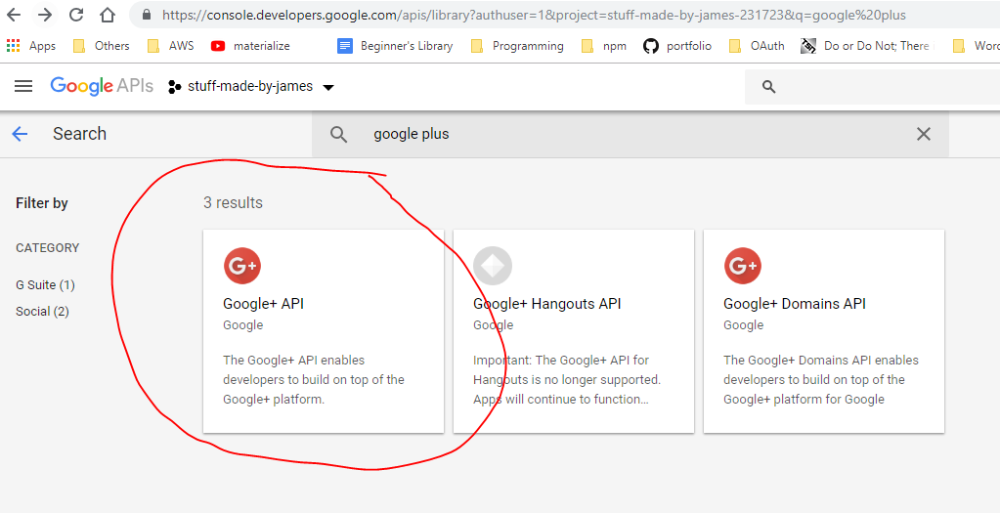 https://console.developers.google.com/apis/library?authuser=1&project=stuff-made-by-james-231723&q=google%20plus
Apps Others AWS materialize Beginner's Library Programming npm portfolio OAuth Do or Do Not; There
Google APIs stuff-made-by-james
Search google plus
Filter by
3 results
CATEGORY
G Suite (1)
Social (2)
G+
Google+ API
Google
The Google+ API enables
developers to build on top of the
Google+ platform.
Google+ Hangouts API
Google
Important: The Google+ API for
Hangouts is no longer supported.
Apps will continue to function...
G+
Google+ Domains API
Google
The Google+ Domains API enables
developers to build on top of the
Google+ platform for Google